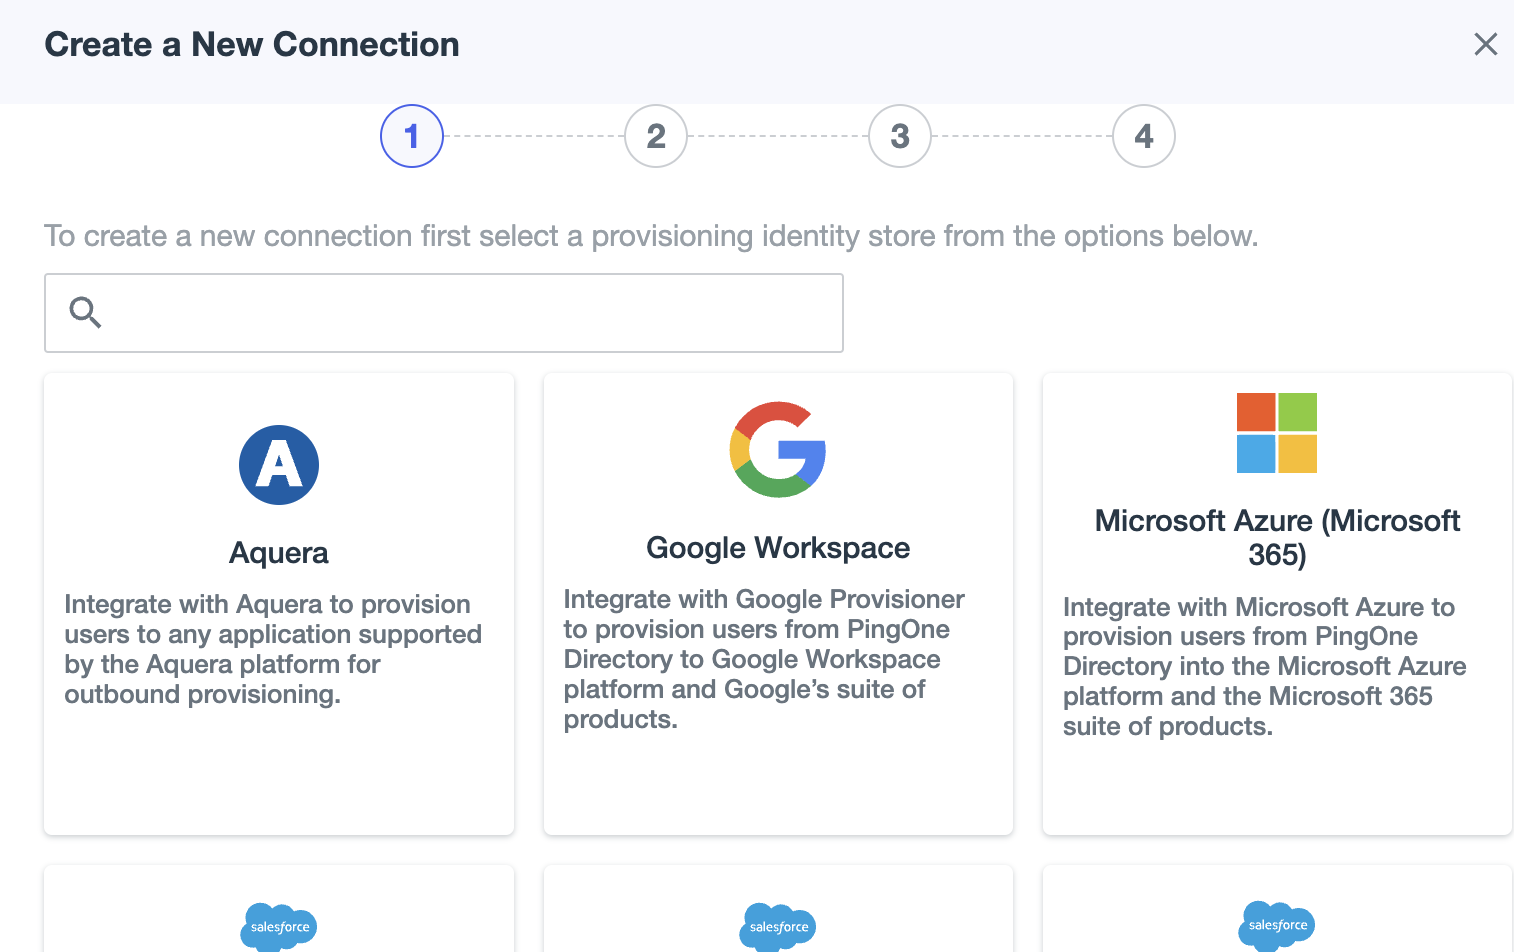 Create a New Connection
1 2 3 4
To create a new connection first select a provisioning identity store from the options below.
A
Aquera
Integrate with Aquera to provision
users to any application supported
by the Aquera platform for
outbound provisioning.
Google Workspace
Integrate with Google Provisioner
to provision users from PingOne
Directory to Google Workspace
platform and Google’s suite of
products.
Microsoft Azure (Microsoft
365)
Integrate with Microsoft Azure to
provision users from PingOne
Directory into the Microsoft Azure
platform and the Microsoft 365
suite of products.
salesforce
salesforce
salesforce